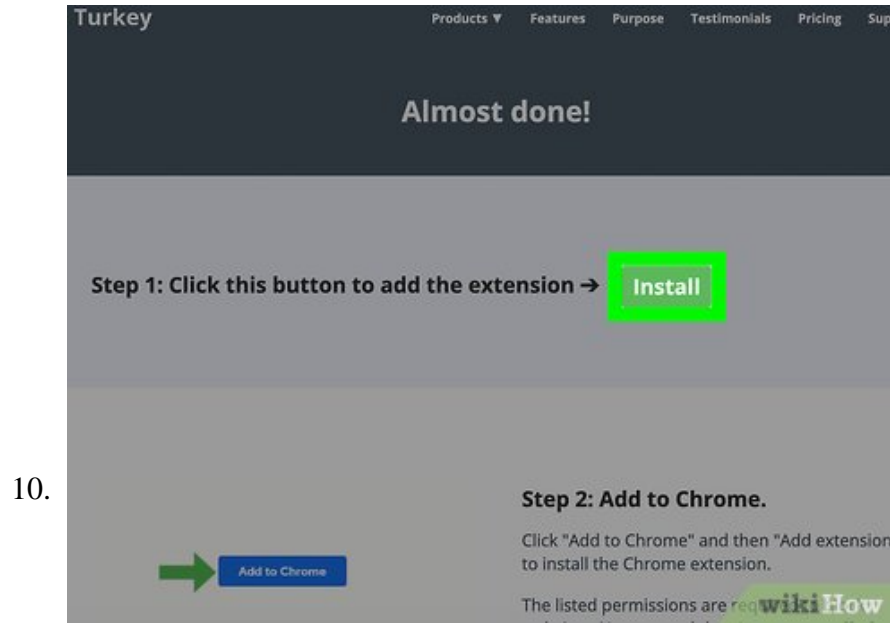 Turkey
Products ▼ Features Purpose Testimonials Pricing
Almost done!
Step 1: Click this button to add the extension ➔ Install
10.
Step 2: Add to Chrome.
Click "Add to Chrome" and then "Add extension
to install the Chrome extension.
Add to Chrome
The listed permissions are
wikiHow